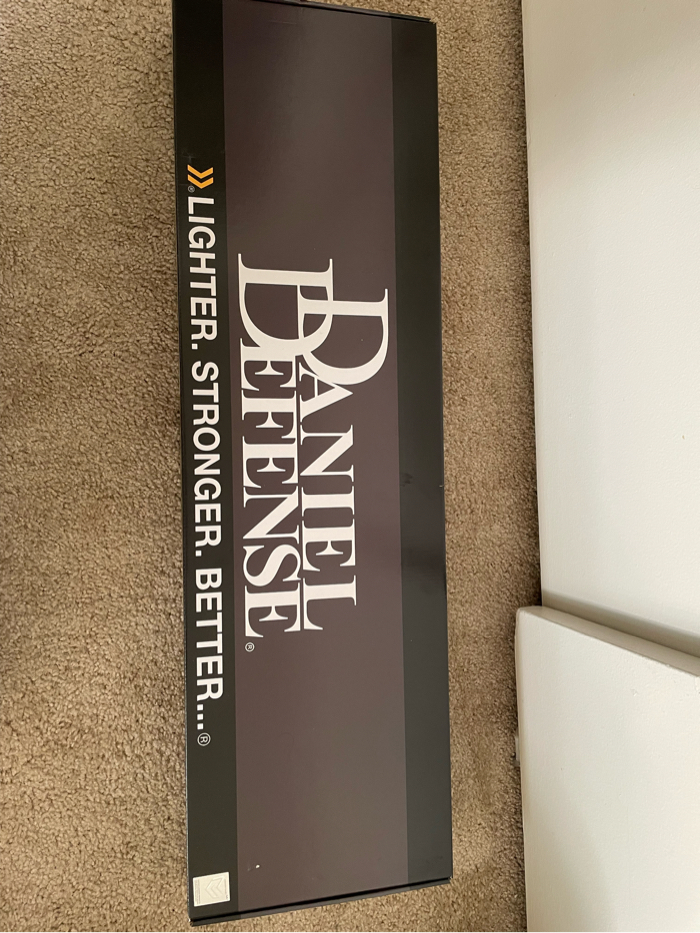 DANIEL
DEFENSE®
® LIGHTER. STRONGER. BETTER...®